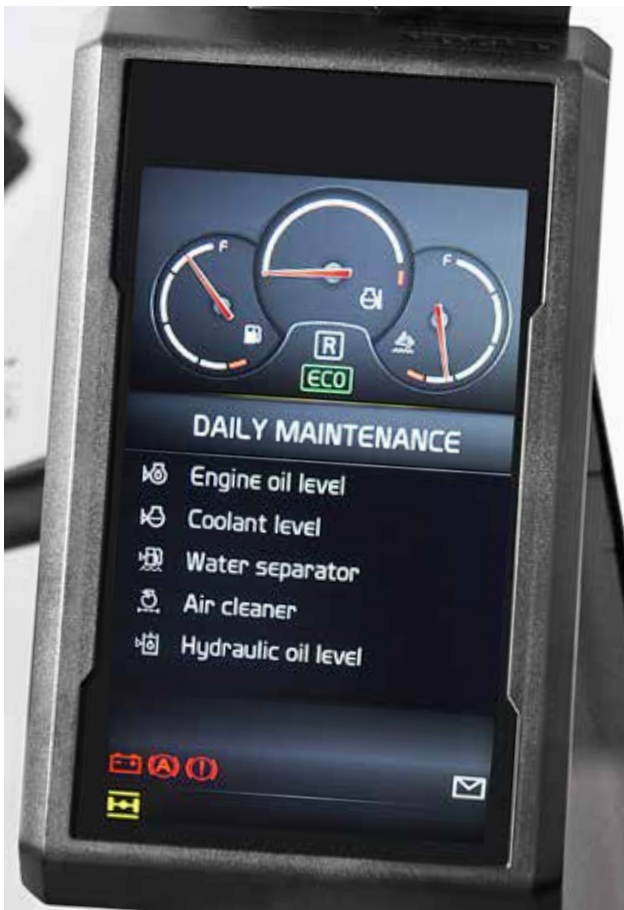 F
F
R
ECO
DAILY MAINTENANCE
Engine oil level
Coolant level
Water separator
Air cleaner
Hydraulic oil level